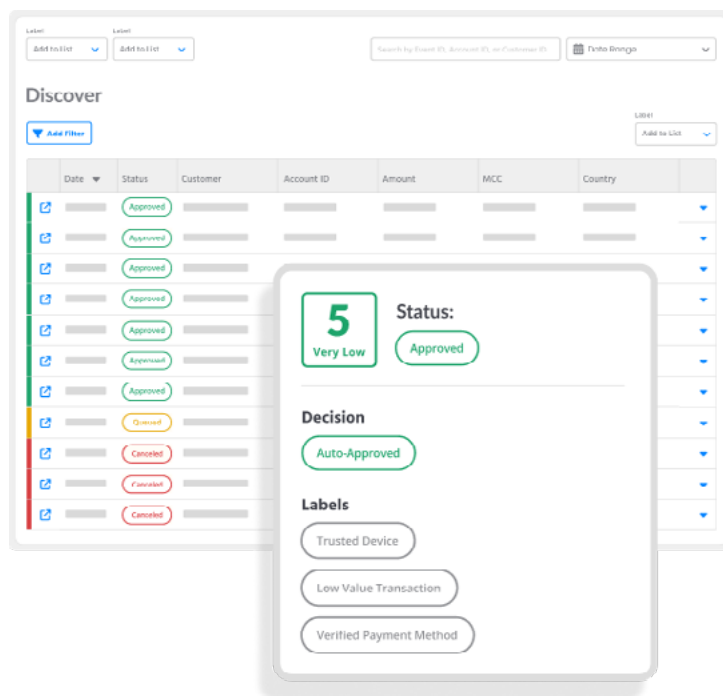 Label Label
Add to List Add to List Search by Event ID, Account ID, or Customer ID Date Range
Discover
Label
Add Filter Add to List
Date Status Customer Account ID Amount MCC Country
Approved
Approved
Approved
Approved
Approved
Approved
Approved
Queued
Canceled
Canceled
Canceled
5
Very Low
Status:
Approved
Decision
Auto-Approved
Labels
Trusted Device
Low Value Transaction
Verified Payment Method